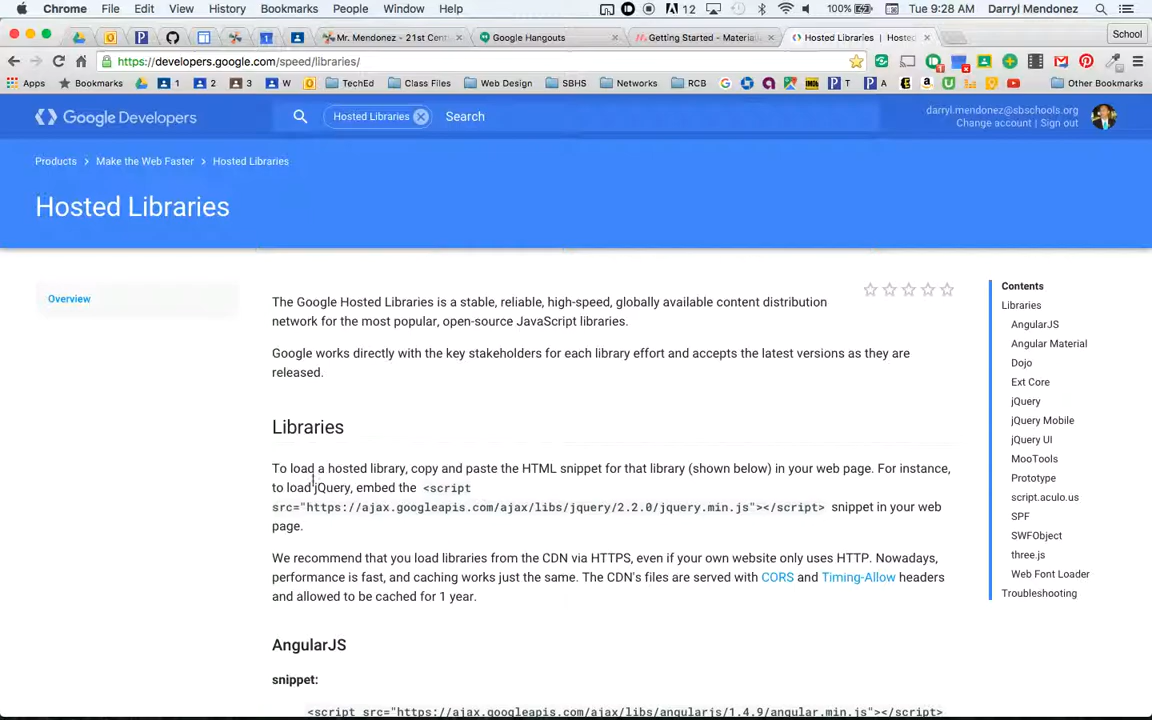 Chrome File Edit View History Bookmarks People Window Help 12 100% Tue 9:28 AM Darryl Mendonez
Mr. Mendonez - 21st Cent Google Hangouts Getting Started - Material Hosted Libraries | Hosted School
https://developers.google.com/speed/libraries/
Apps Bookmarks 1 2 3 W TechEd Class Files Web Design SBHS Networks RCB T A Other Bookmarks
Google Developers Hosted Libraries Search darryl.mendonez@sbschools.org
Change account | Sign out
Products > Make the Web Faster > Hosted Libraries
Hosted Libraries
Overview
The Google Hosted Libraries is a stable, reliable, high-speed, globally available content distribution
network for the most popular, open-source JavaScript libraries.
Google works directly with the key stakeholders for each library effort and accepts the latest versions as they are
released.
Libraries
To load a hosted library, copy and paste the HTML snippet for that library (shown below) in your web page. For instance,
to load jQuery, embed the <script
src="https://ajax.googleapis.com/ajax/libs/jquery/2.2.0/jquery.min.js"></script> snippet in your web
page.
We recommend that you load libraries from the CDN via HTTPS, even if your own website only uses HTTP. Nowadays,
performance is fast, and caching works just the same. The CDN's files are served with CORS and Timing-Allow headers
and allowed to be cached for 1 year.
AngularJS
snippet:
<script src="https://ajax.googleapis.com/ajax/libs/angularjs/1.4.9/angular.min.js"></script>
Contents
Libraries
AngularJS
Angular Material
Dojo
Ext Core
jQuery
jQuery Mobile
jQuery UI
MooTools
Prototype
script.aculo.us
SPF
SWFObject
three.js
Web Font Loader
Troubleshooting